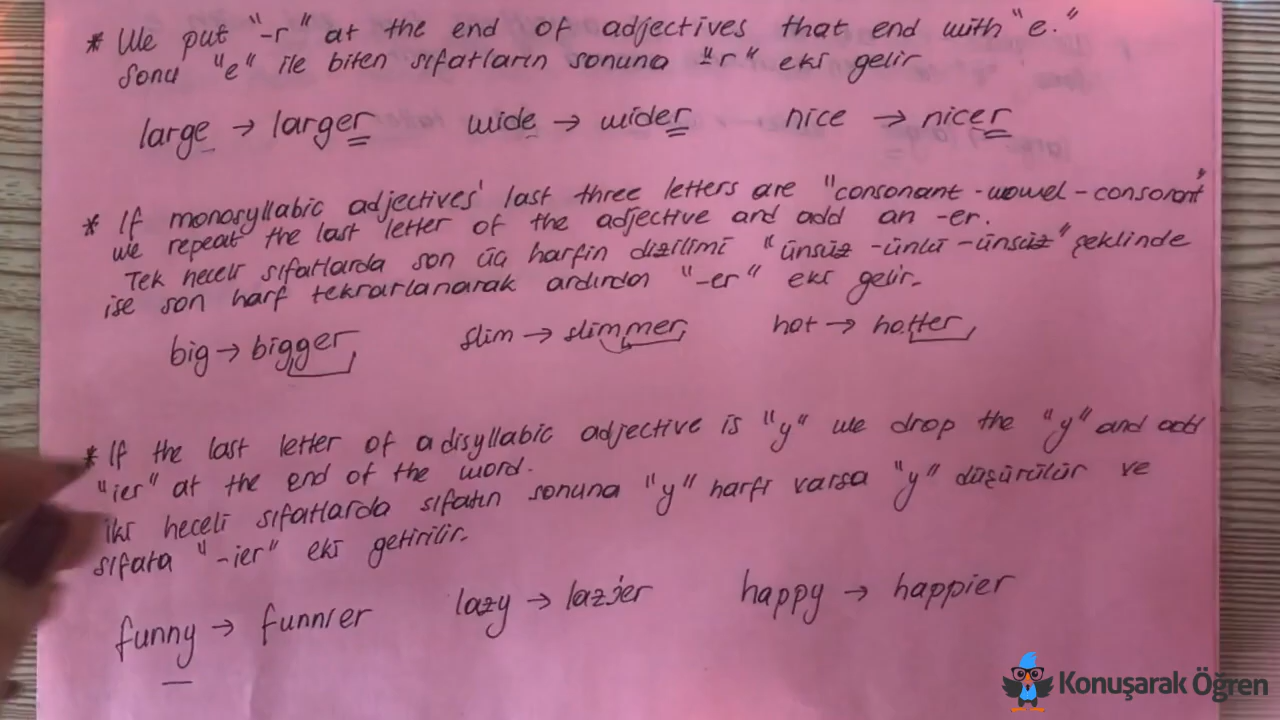 * We put "-r" at the end of adjectives that end with "e."
Sonu "e" ile biten sıfatların sonuna "-r" eki gelir
large → larger wide → wider nice → nicer
* If monosyllabic adjectives' last three letters are "consonant - wowel - consonant"
we repeat the last letter of the adjective and add an -er.
Tek heceli sıfatlarda son üç harfin dizilimi "ünsüz - ünlü - ünsüz" şeklinde
ise son harf tekrarlanarak ardından "-er" eki gelir.
big → bigger slim → slimmer hot → hotter
* If the last letter of a disyllabic adjective is "y" we drop the "y" and add
"ier" at the end of the word.
İki heceli sıfatlarda sıfatın sonuna "y" harfi varsa "y" düşürülür ve
sıfata "-ier" eki getirilir.
funny → funnier lazy → lazier happy → happier
Konuşarak Öğren